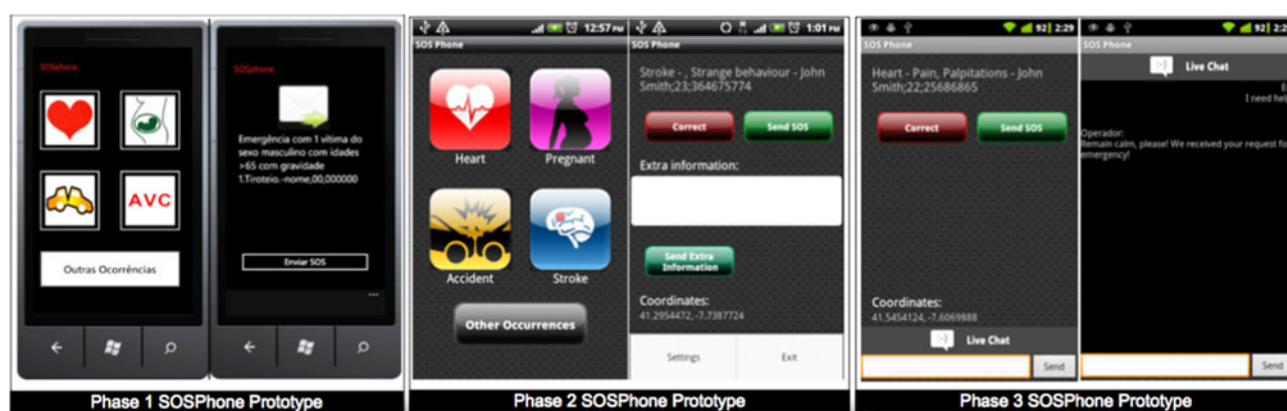 SOSphone
AVC
Outras Ocorrências
SOSphone
Emergência com 1 vítima do
sexo masculino com idades
>65 com gravidade
1.Tiroteio.-nome,00,000000
Enviar SOS
...
Phase 1 SOSPhone Prototype
12:57 PM
SOS Phone
Heart
Pregnant
Accident
Stroke
Other Occurrences
1:01 PM
SOS Phone
Stroke - , Strange behaviour - John
Smith;23;364675774
Correct
Send SOS
Extra information:
Send Extra
Information
Coordinates:
41.2954472,-7.7387724
Settings
Exit
Phase 2 SOSPhone Prototype
92 2:29
SOS Phone
Heart - Pain, Palpitations - John
Smith;22;25686865
Correct
Send SOS
Coordinates:
41.5454124,-7.6069888
Live Chat
Send
92 2:2
SOS Phone
Live Chat
I need hel
Operador:
Remain calm, please! We received your request fo
emergency!
Send
Phase 3 SOSPhone Prototype